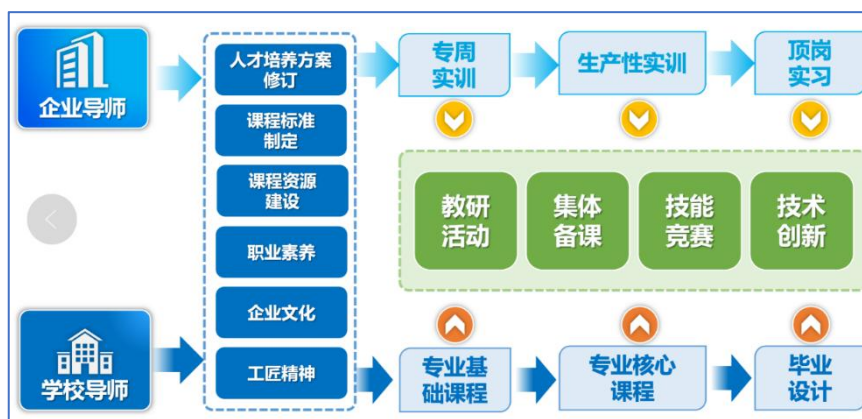 企业导师
人才培养方案
修订
课程标准
制定
课程资源
建设
职业素养
企业文化
工匠精神
学校导师
专周
实训
生产性实训
顶岗
实习
教研
活动
集体
备课
技能
竞赛
技术
创新
专业基
础课程
专业核心
课程
毕业
设计